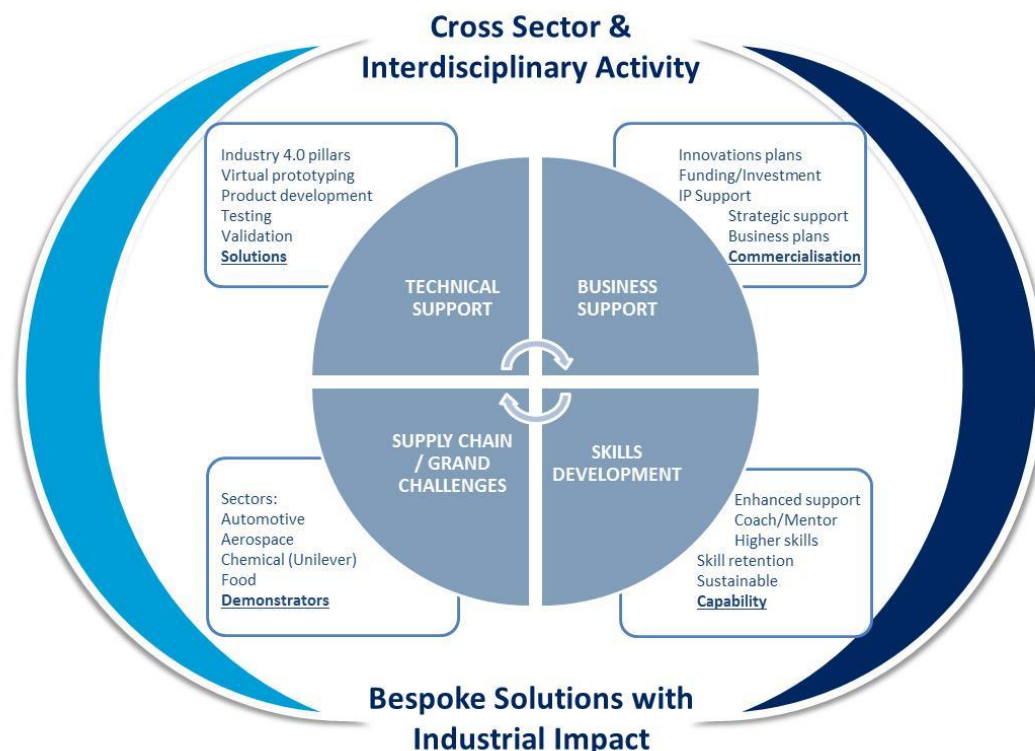 Cross Sector &
Interdisciplinary Activity
Industry 4.0 pillars
Virtual prototyping
Product development
Testing
Validation
Solutions
Innovations plans
Funding/Investment
IP Support
Strategic support
Business plans
Commercialisation
TECHNICAL
SUPPORT
BUSINESS
SUPPORT
SUPPLY CHAIN
/ GRAND
CHALLENGES
SKILLS
DEVELOPMENT
Sectors:
Automotive
Aerospace
Chemical (Unilever)
Food
Demonstrators
Enhanced support
Coach/Mentor
Higher skills
Skill retention
Sustainable
Capability
Bespoke Solutions with
Industrial Impact